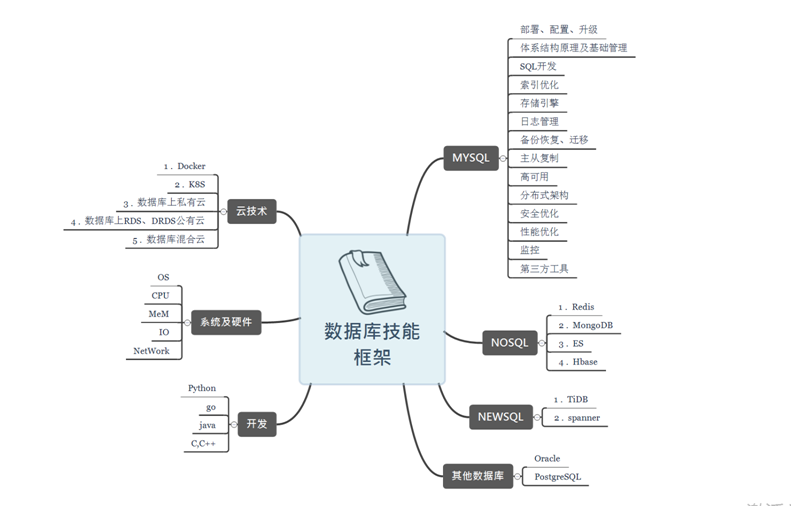 数据库技能
框架
MYSQL
部署、配置、升级
体系结构原理及基础管理
SQL开发
索引优化
存储引擎
日志管理
备份恢复、迁移
主从复制
高可用
分布式架构
安全优化
性能优化
监控
第三方工具
NOSQL
1．Redis
2．MongoDB
3．ES
4．Hbase
NEWSQL
1．TiDB
2．spanner
其他数据库
Oracle
PostgreSQL
云技术
1．Docker
2．K8S
3．数据库上私有云
4．数据库上RDS、DRDS公有云
5．数据库混合云
系统及硬件
OS
CPU
MeM
IO
NetWork
开发
Python
go
java
C,C++